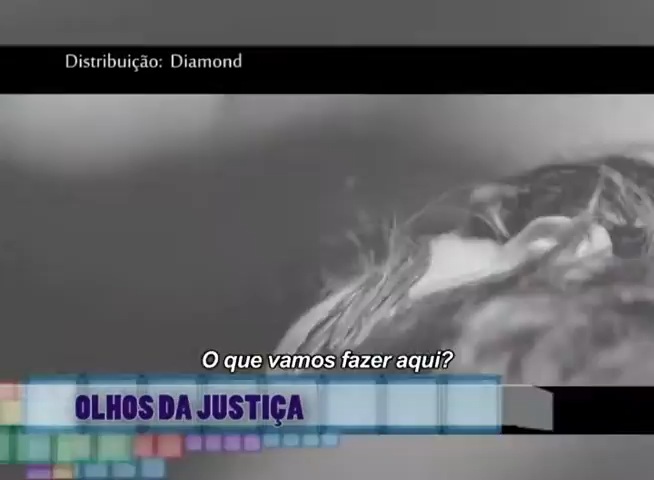 Distribuição: Diamond
O que vamos fazer aqui?
OLHOS DA JUSTIÇA